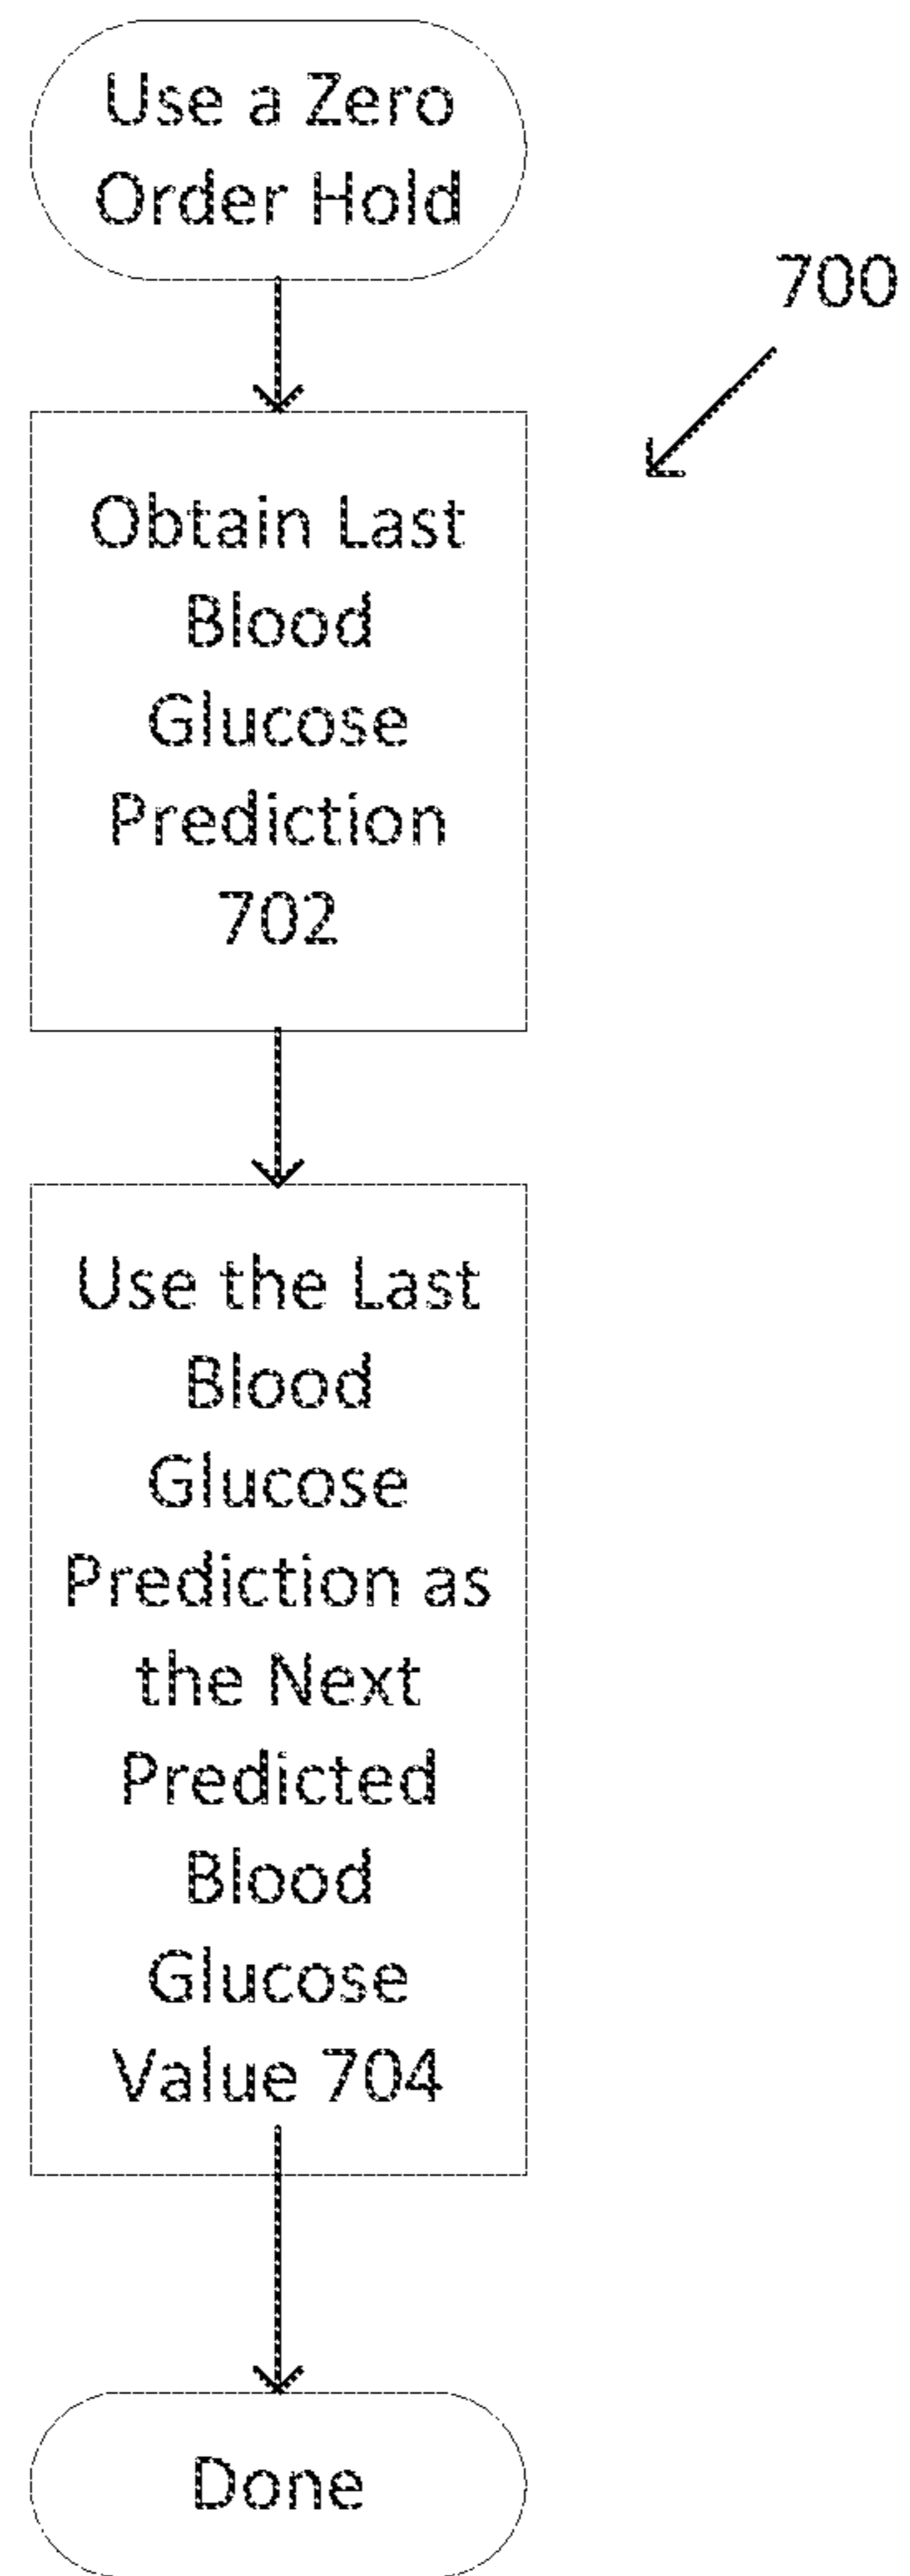 Use a Zero
Order Hold
700
Obtain Last
Blood
Glucose
Prediction
702
Use the Last
Blood
Glucose
Prediction as
the Next
Predicted
Blood
Glucose
Value 704
Done